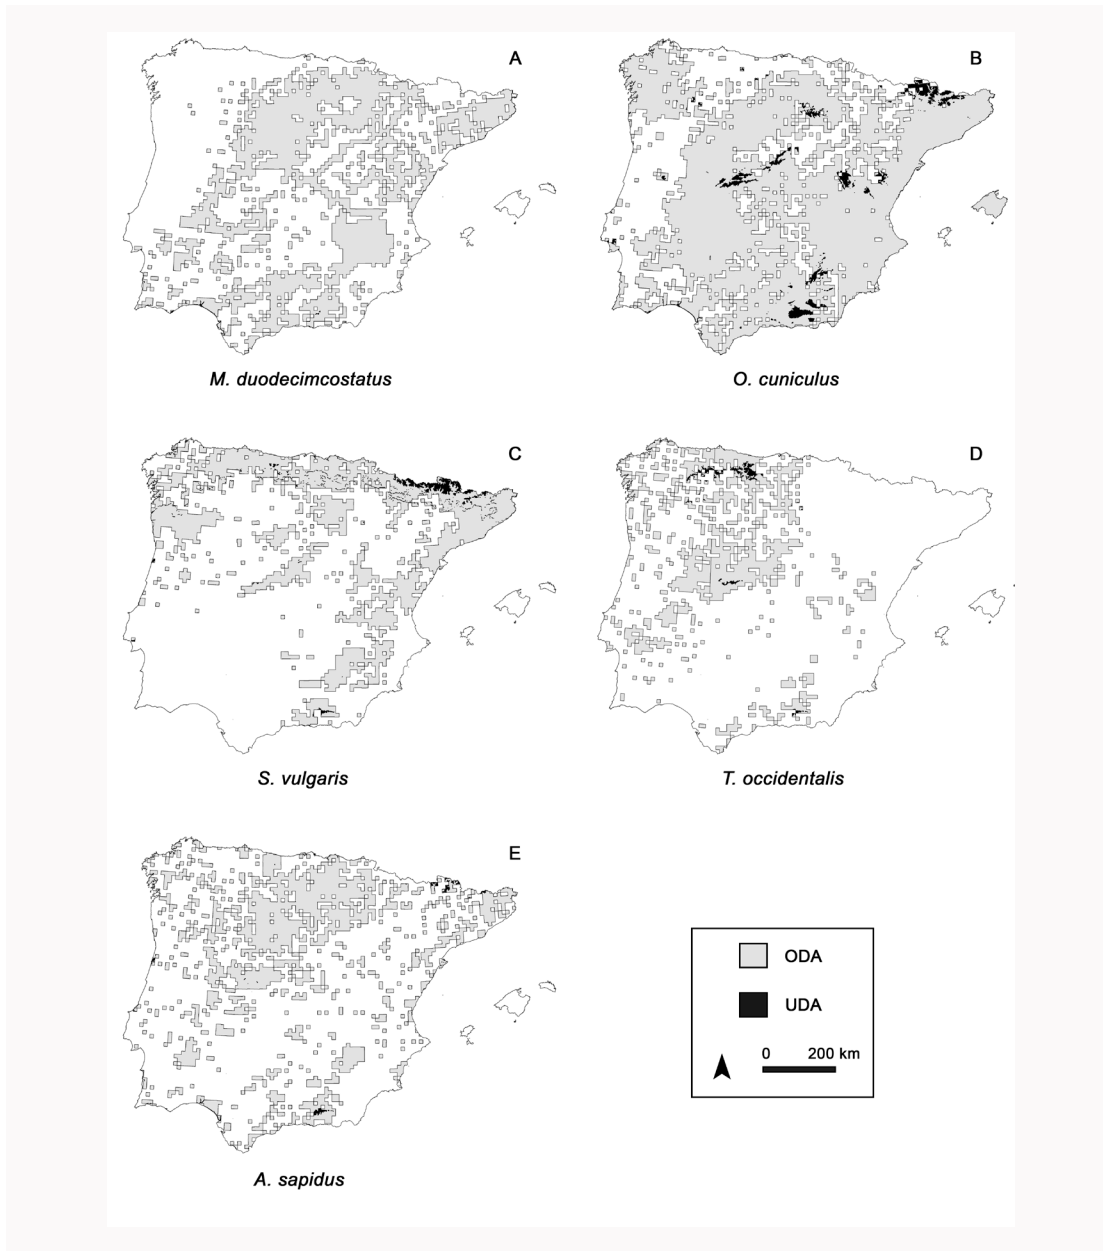 A
B
M. duodecimcostatus
O. cuniculus
C
D
S. vulgaris
T. occidentalis
E
ODA
UDA
0 200 km
A. sapidus